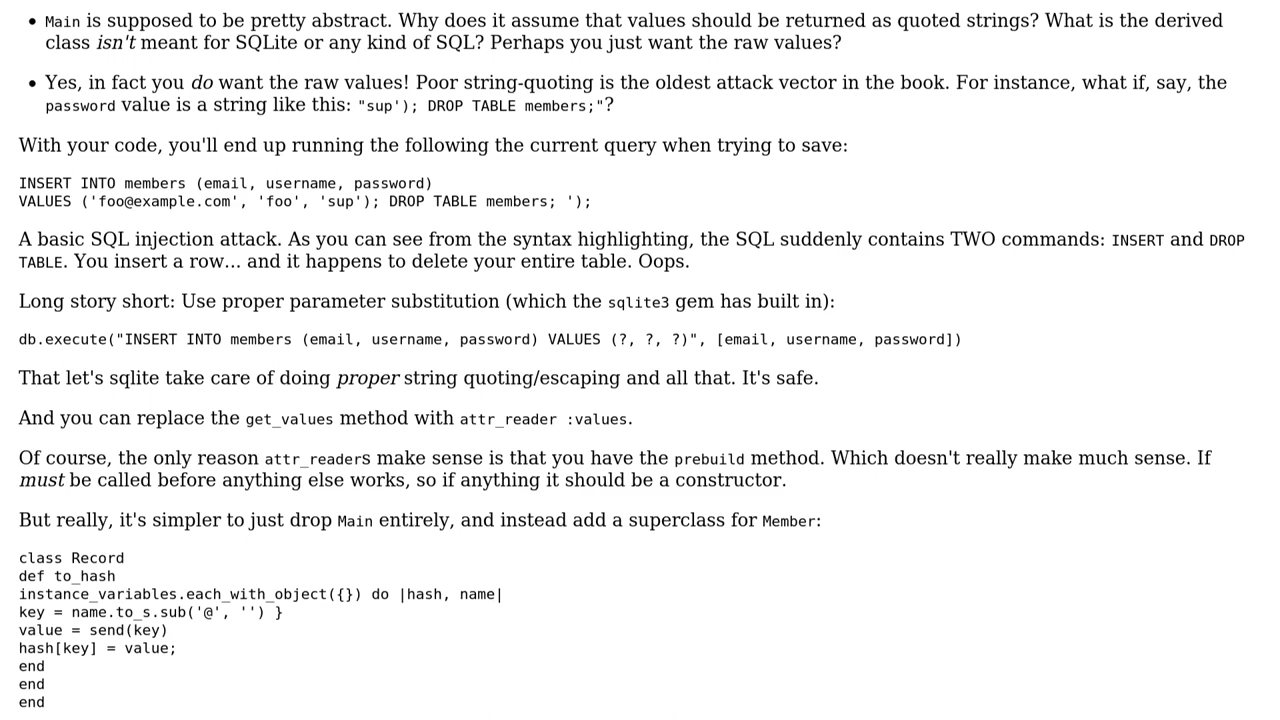 • Main is supposed to be pretty abstract. Why does it assume that values should be returned as quoted strings? What is the derived
class isn't meant for SQLite or any kind of SQL? Perhaps you just want the raw values?
• Yes, in fact you do want the raw values! Poor string-quoting is the oldest attack vector in the book. For instance, what if, say, the
password value is a string like this: "sup'); DROP TABLE members;"?
With your code, you'll end up running the following the current query when trying to save:
INSERT INTO members (email, username, password)
VALUES ('foo@example.com', 'foo', 'sup'); DROP TABLE members; ');
A basic SQL injection attack. As you can see from the syntax highlighting, the SQL suddenly contains TWO commands: INSERT and DROP
TABLE. You insert a row... and it happens to delete your entire table. Oops.
Long story short: Use proper parameter substitution (which the sqlite3 gem has built in):
db.execute("INSERT INTO members (email, username, password) VALUES (?, ?, ?)", [email, username, password])
That let's sqlite take care of doing proper string quoting/escaping and all that. It's safe.
And you can replace the get_values method with attr_reader :values.
Of course, the only reason attr_readers make sense is that you have the prebuild method. Which doesn't really make much sense. If
must be called before anything else works, so if anything it should be a constructor.
But really, it's simpler to just drop Main entirely, and instead add a superclass for Member:
class Record
def to_hash
instance_variables.each_with_object({}) do |hash, name|
key = name.to_s.sub('@', '') }
value = send(key)
hash[key] = value;
end
end
end